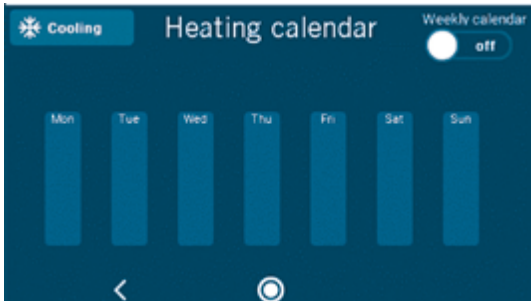 Cooling
Heating calendar
Weekly calendar
off
Mon Tue Wed Thu Fri Sat Sun